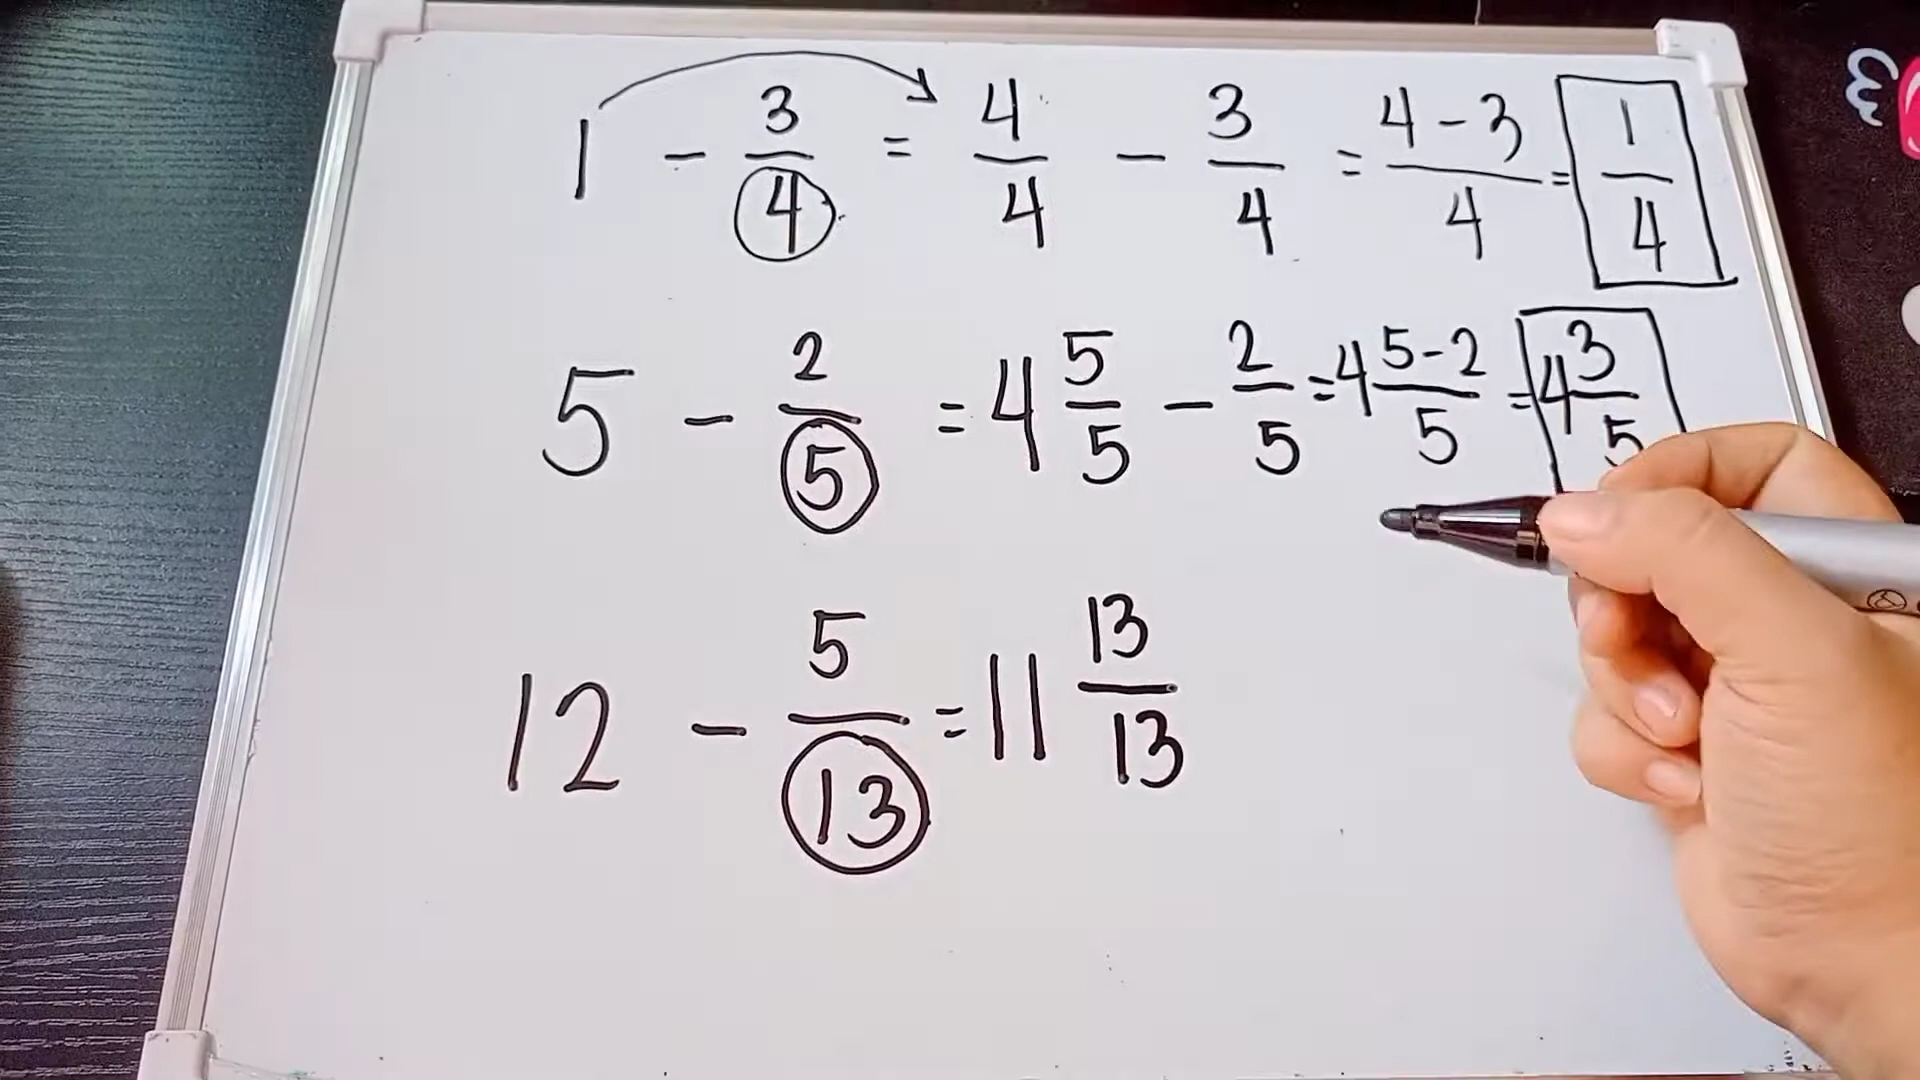 1 - 3/4 = 4/4 - 3/4 = 4-3/4 = 1/4
5 - 2/5 = 4 5/5 - 2/5 = 4 5-2/5 = 4 3/5
12 - 5/13 = 11 13/13